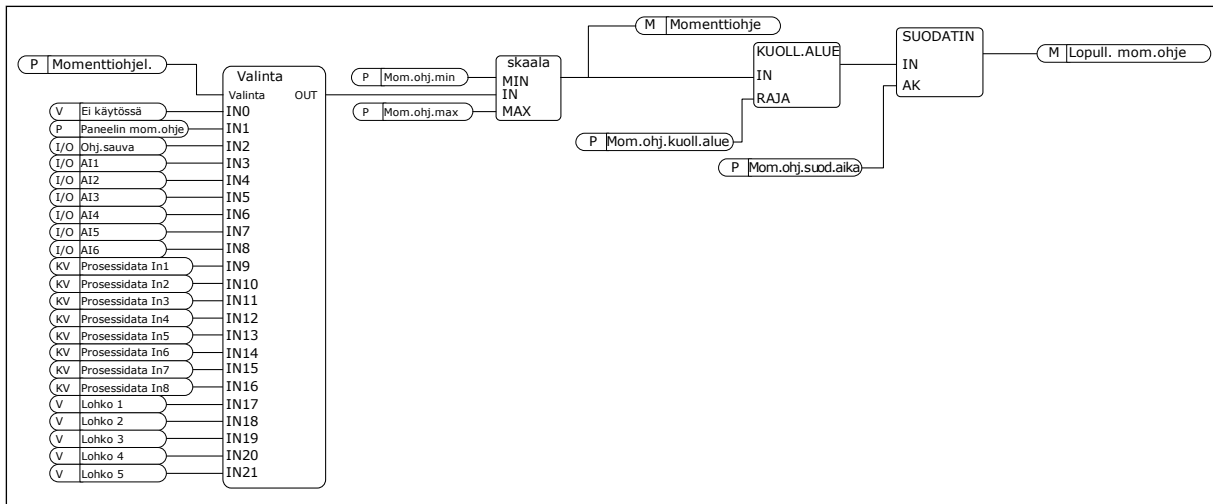 M Momenttiohje
P Momenttiohjel.
Valinta
Valinta OUT
V Ei käytössä IN0
P Paneelin mom.ohje IN1
I/O Ohj.sauva IN2
I/O AI1 IN3
I/O AI2 IN4
I/O AI3 IN5
I/O AI4 IN6
I/O AI5 IN7
I/O AI6 IN8
KV Prosessidata In1 IN9
KV Prosessidata In2 IN10
KV Prosessidata In3 IN11
KV Prosessidata In4 IN12
KV Prosessidata In5 IN13
KV Prosessidata In6 IN14
KV Prosessidata In7 IN15
KV Prosessidata In8 IN16
V Lohko 1 IN17
V Lohko 2 IN18
V Lohko 3 IN19
V Lohko 4 IN20
V Lohko 5 IN21
P Mom.ohj.min
P Mom.ohj.max
skaala
MIN
IN
MAX
KUOLL.ALUE
IN
RAJA
P Mom.ohj.kuoll.alue
SUODATIN
IN
AK
P Mom.ohj.suod.aika
M Lopull. mom.ohje